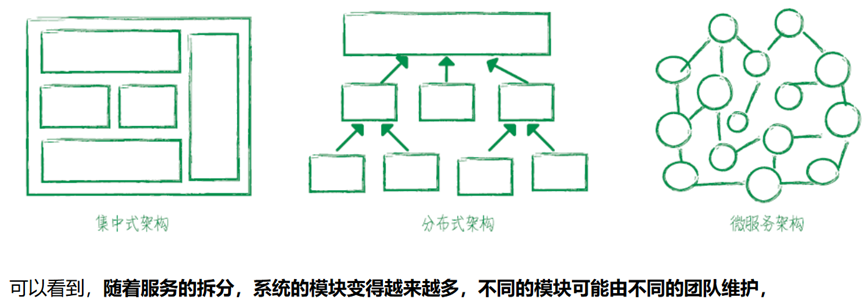 集中式架构
分布式架构
微服务架构
可以看到，随着服务的拆分，系统的模块变得越来越多，不同的模块可能由不同的团队维护，